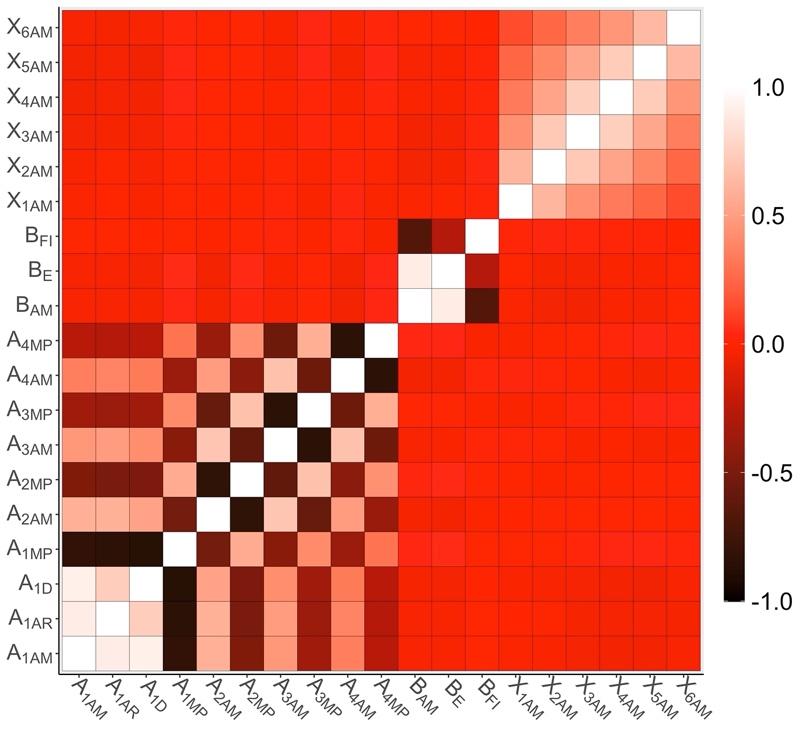 X6AM
X5AM
X4AM
X3AM
X2AM
X1AM
BFI
BE
BAM
A4MP
A4AM
A3MP
A3AM
A2MP
A2AM
A1MP
A1D
A1AR
A1AM
A1AM A1AR A1D A1MP A2AM A2MP A3AM A3MP A4AM A4MP BAM BE BFI X1AM X2AM X3AM X4AM X5AM X6AM
1.0
0.5
0.0
-0.5
-1.0